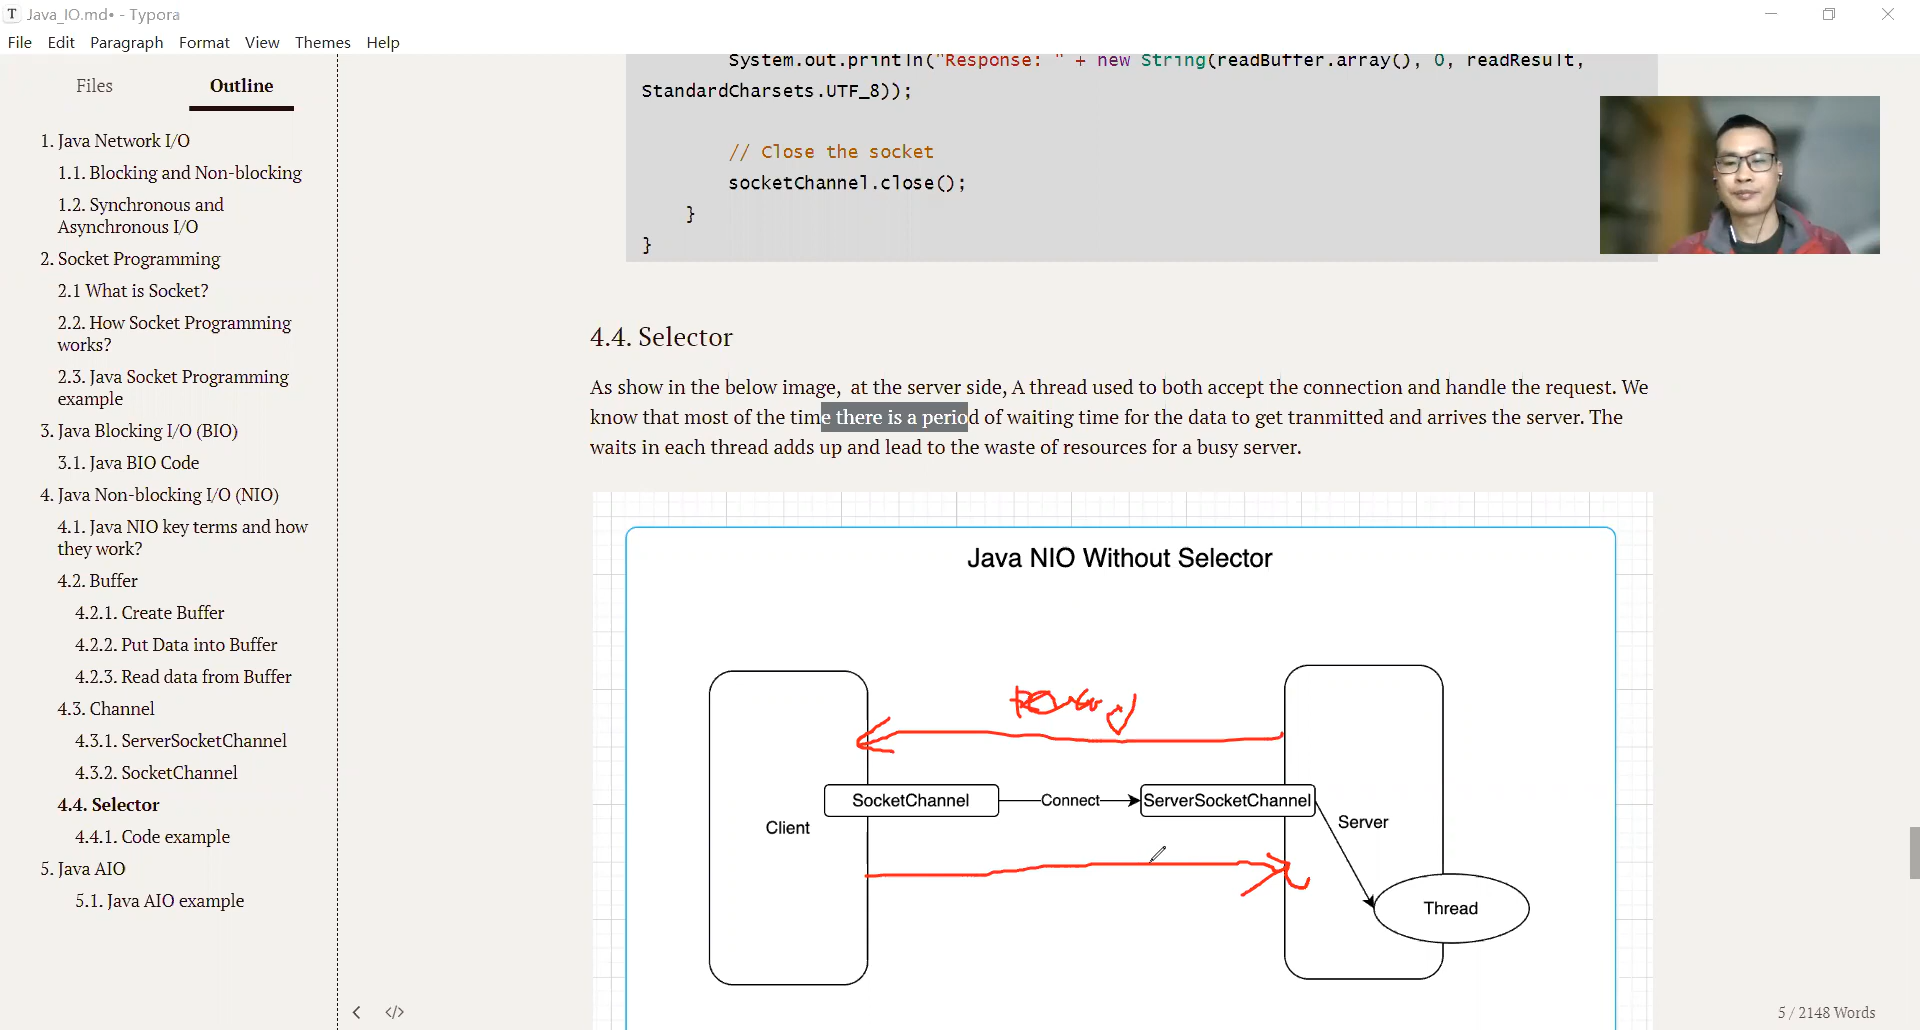 Java_IO.md• - Typora
File Edit Paragraph Format View Themes Help
Files Outline
1. Java Network I/O
1.1. Blocking and Non-blocking
1.2. Synchronous and
Asynchronous I/O
2. Socket Programming
2.1 What is Socket?
2.2. How Socket Programming
works?
2.3. Java Socket Programming
example
3. Java Blocking I/O (BIO)
3.1. Java BIO Code
4. Java Non-blocking I/O (NIO)
4.1. Java NIO key terms and how
they work?
4.2. Buffer
4.2.1. Create Buffer
4.2.2. Put Data into Buffer
4.2.3. Read data from Buffer
4.3. Channel
4.3.1. ServerSocketChannel
4.3.2. SocketChannel
4.4. Selector
4.4.1. Code example
5. Java AIO
5.1. Java AIO example
System.out.println("Response: " + new String(readBuffer.array(), 0, readResult,
StandardCharsets.UTF_8));
// Close the socket
socketChannel.close();
}
}
4.4. Selector
As show in the below image, at the server side, A thread used to both accept the connection and handle the request. We
know that most of the time there is a period of waiting time for the data to get tranmitted and arrives the server. The
waits in each thread adds up and lead to the waste of resources for a busy server.
Java NIO Without Selector
SocketChannel
Connect
ServerSocketChannel
Client
Server
Thread
</> 
5 / 2148 Words